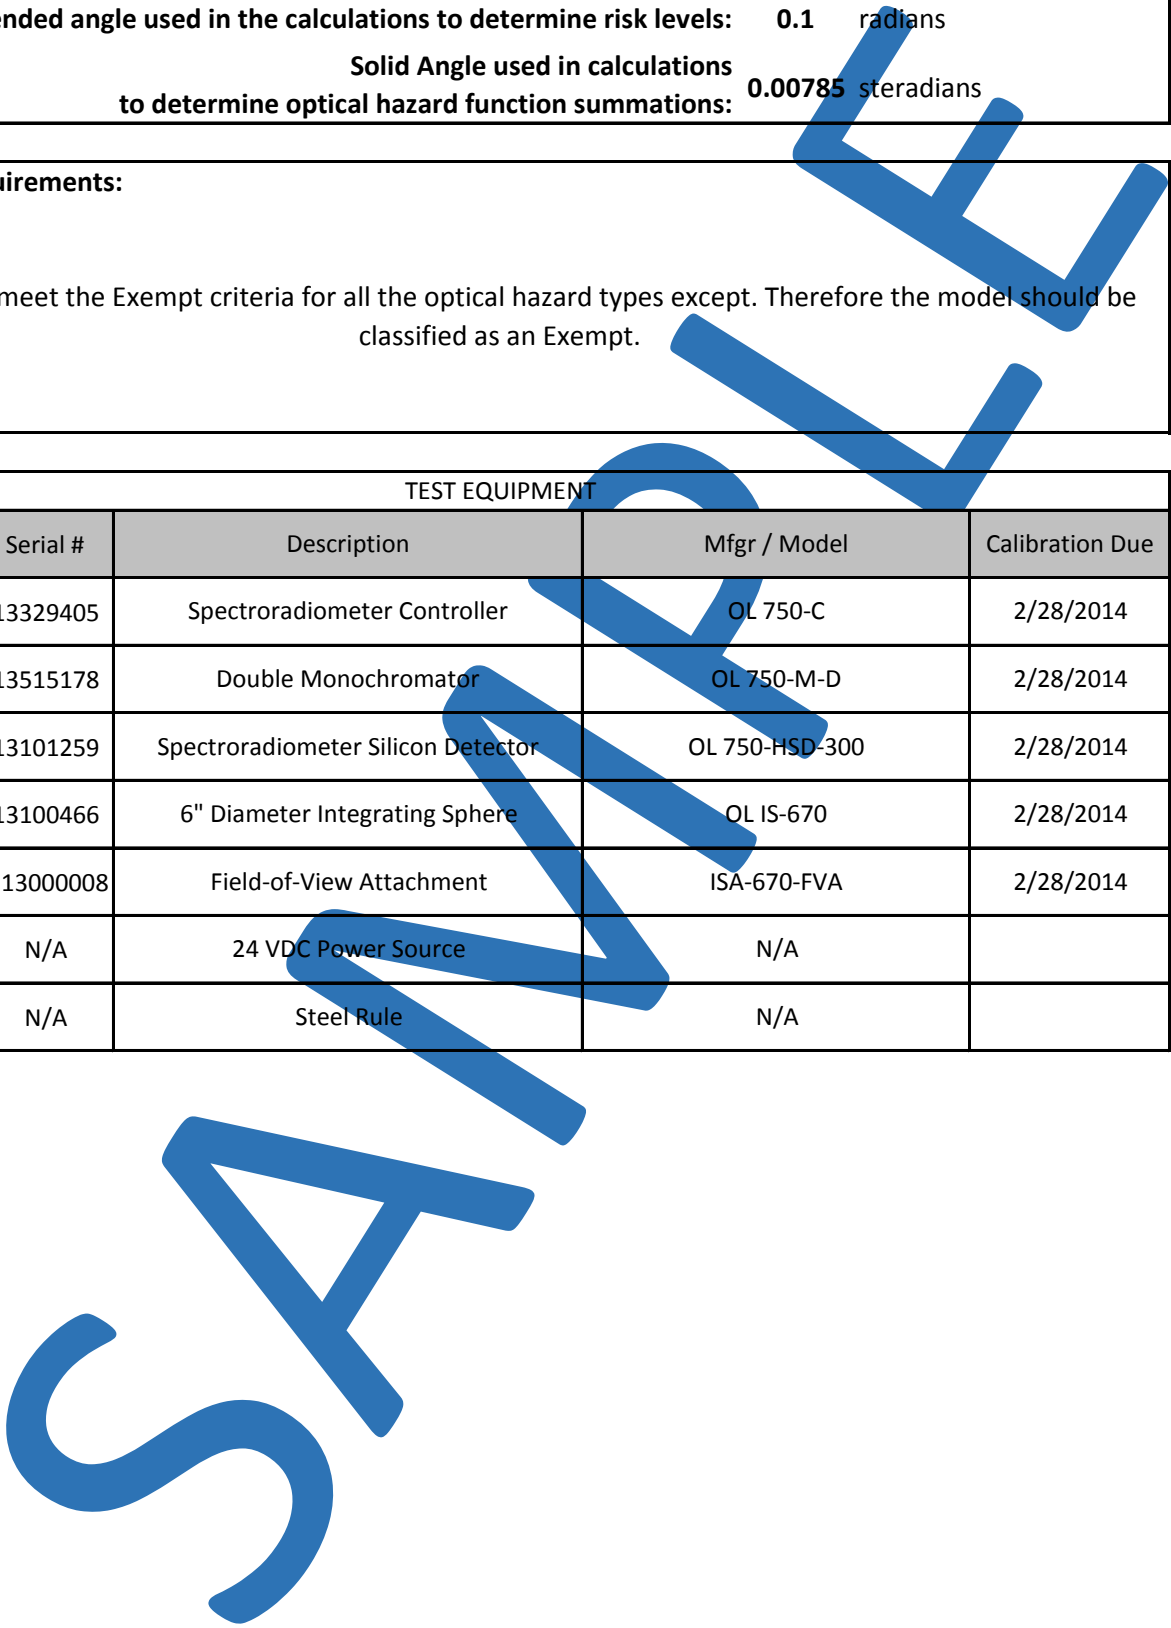 ended angle used in the calculations to determine risk levels: 0.1 radians
Solid Angle used in calculations
to determine optical hazard function summations: 0.00785 steradians
uirements:
meet the Exempt criteria for all the optical hazard types except. Therefore the model should be
classified as an Exempt.
TEST EQUIPMENT
Serial # Description Mfgr / Model Calibration Due
13329405 Spectroradiometer Controller OL 750-C 2/28/2014
13515178 Double Monochromator OL 750-M-D 2/28/2014
13101259 Spectroradiometer Silicon Detector OL 750-HSD-300 2/28/2014
13100466 6" Diameter Integrating Sphere OL IS-670 2/28/2014
13000008 Field-of-View Attachment ISA-670-FVA 2/28/2014
N/A 24 VDC Power Source N/A
N/A Steel Rule N/A
SAMPLE